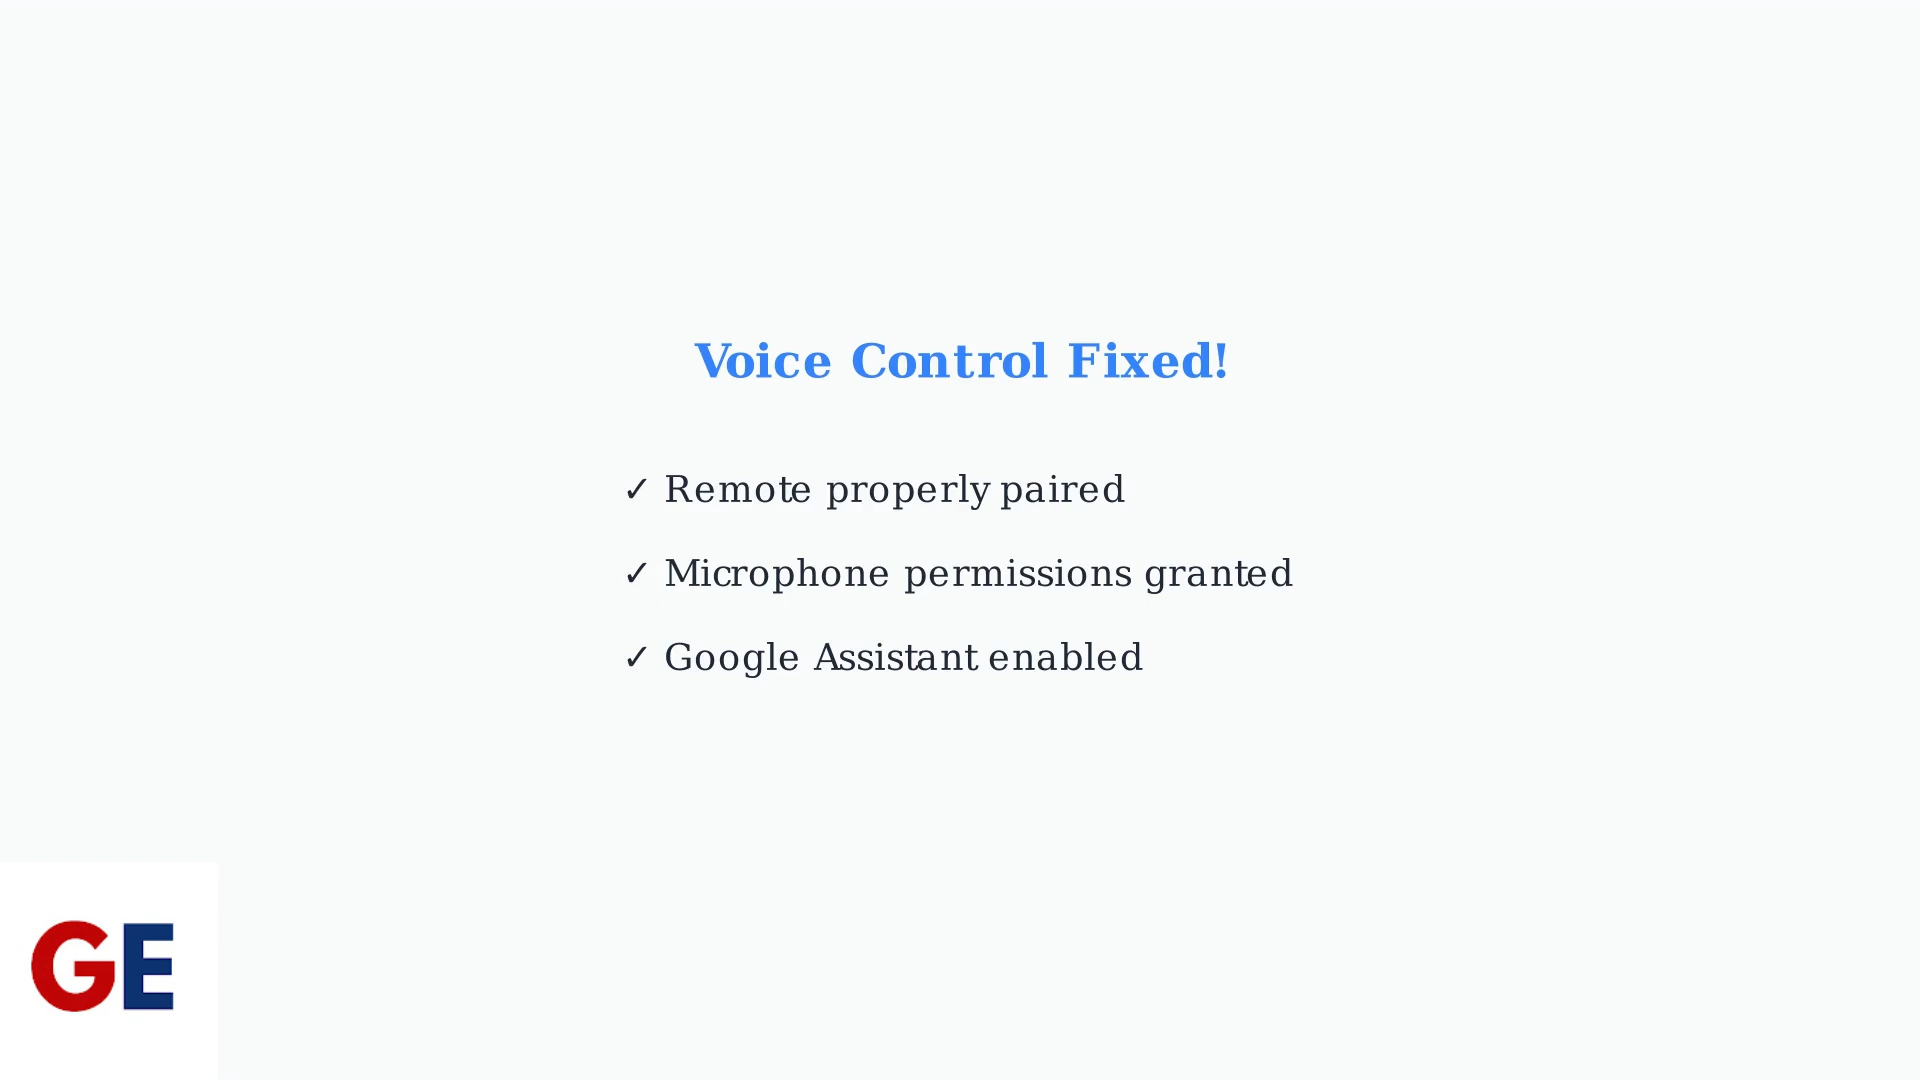 Voice Control Fixed!
✓ Remote properly paired
✓ Microphone permissions granted
✓ Google Assistant enabled
GE